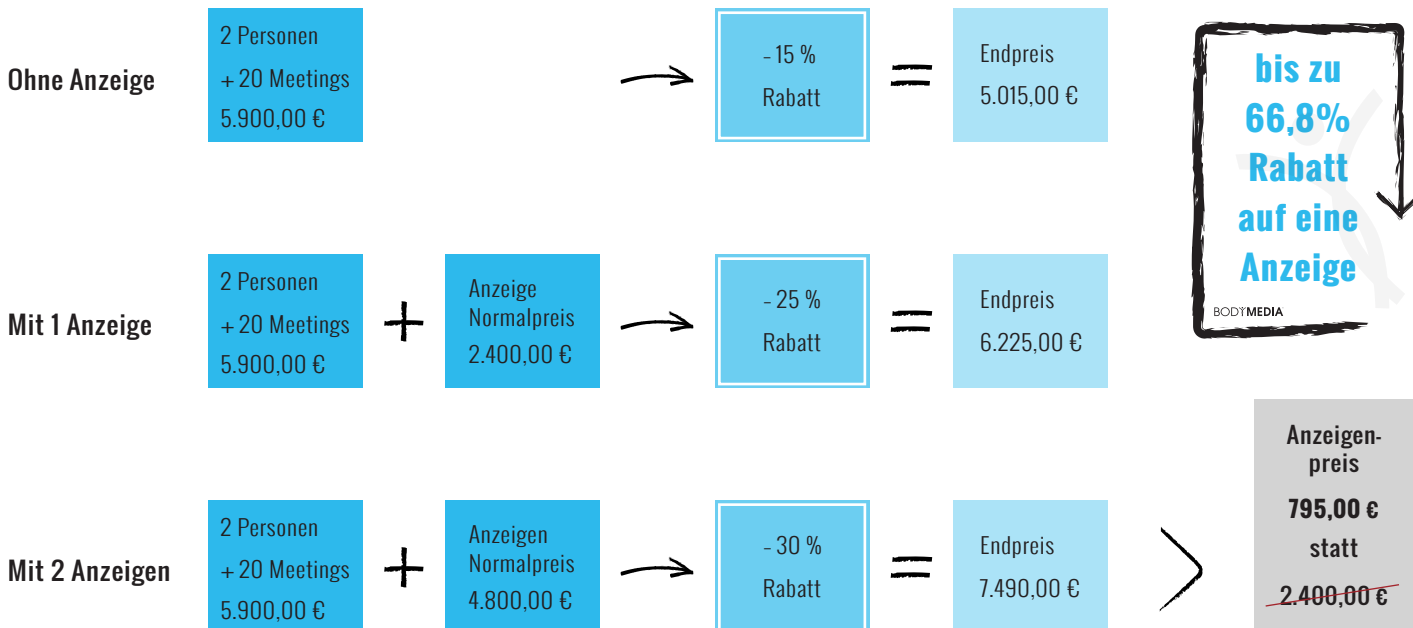 Ohne Anzeige
2 Personen
+ 20 Meetings
5.900,00 €
– 15 %
Rabatt
=
Endpreis
5.015,00 €
bis zu
66,8%
Rabatt
auf eine
Anzeige
BODYMEDIA
Mit 1 Anzeige
2 Personen
+ 20 Meetings
5.900,00 €
+
Anzeige
Normalpreis
2.400,00 €
– 25 %
Rabatt
=
Endpreis
6.225,00 €
Mit 2 Anzeigen
2 Personen
+ 20 Meetings
5.900,00 €
+
Anzeigen
Normalpreis
4.800,00 €
– 30 %
Rabatt
=
Endpreis
7.490,00 €
Anzeigen-
preis
795,00 €
statt
2.400,00 €